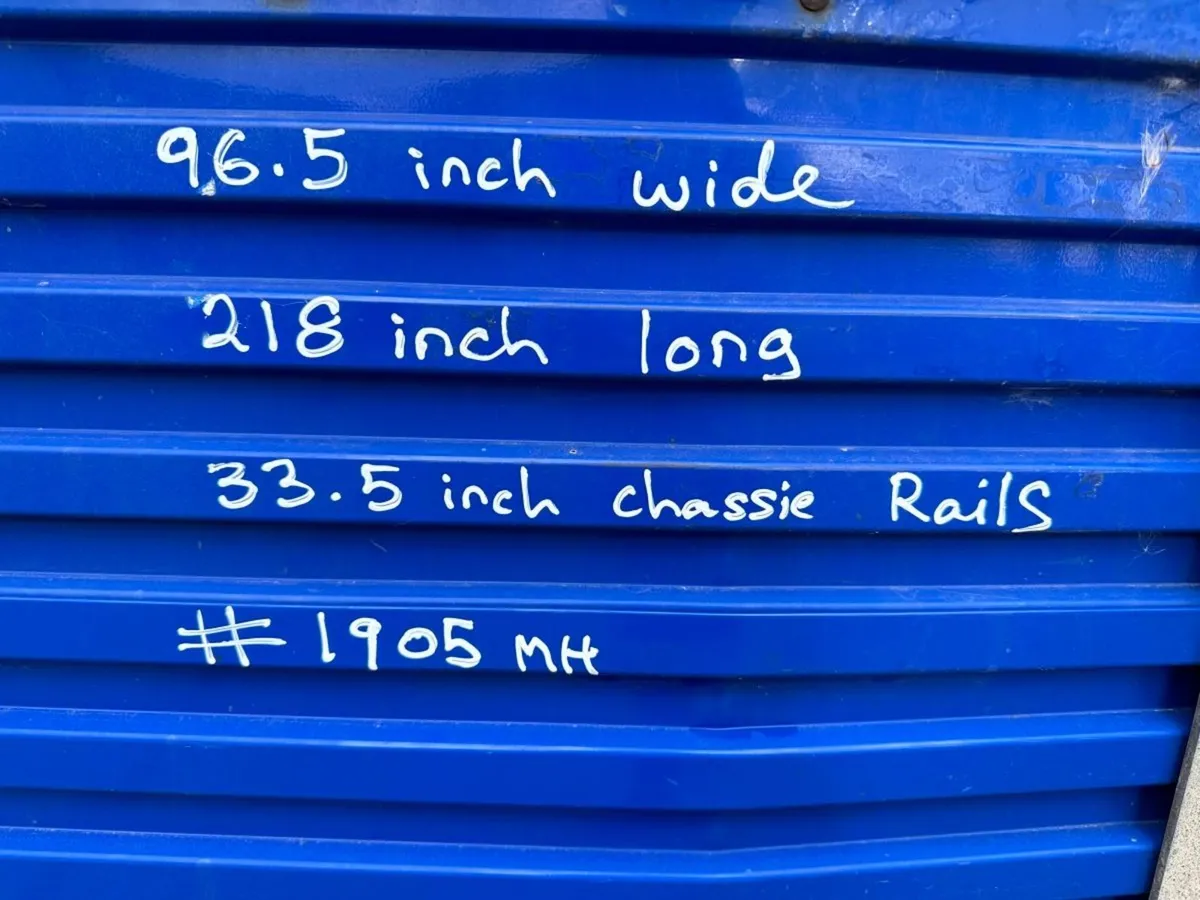 96.5 inch wide
218 inch long
33.5 inch chassie Rails
# 1905 MH